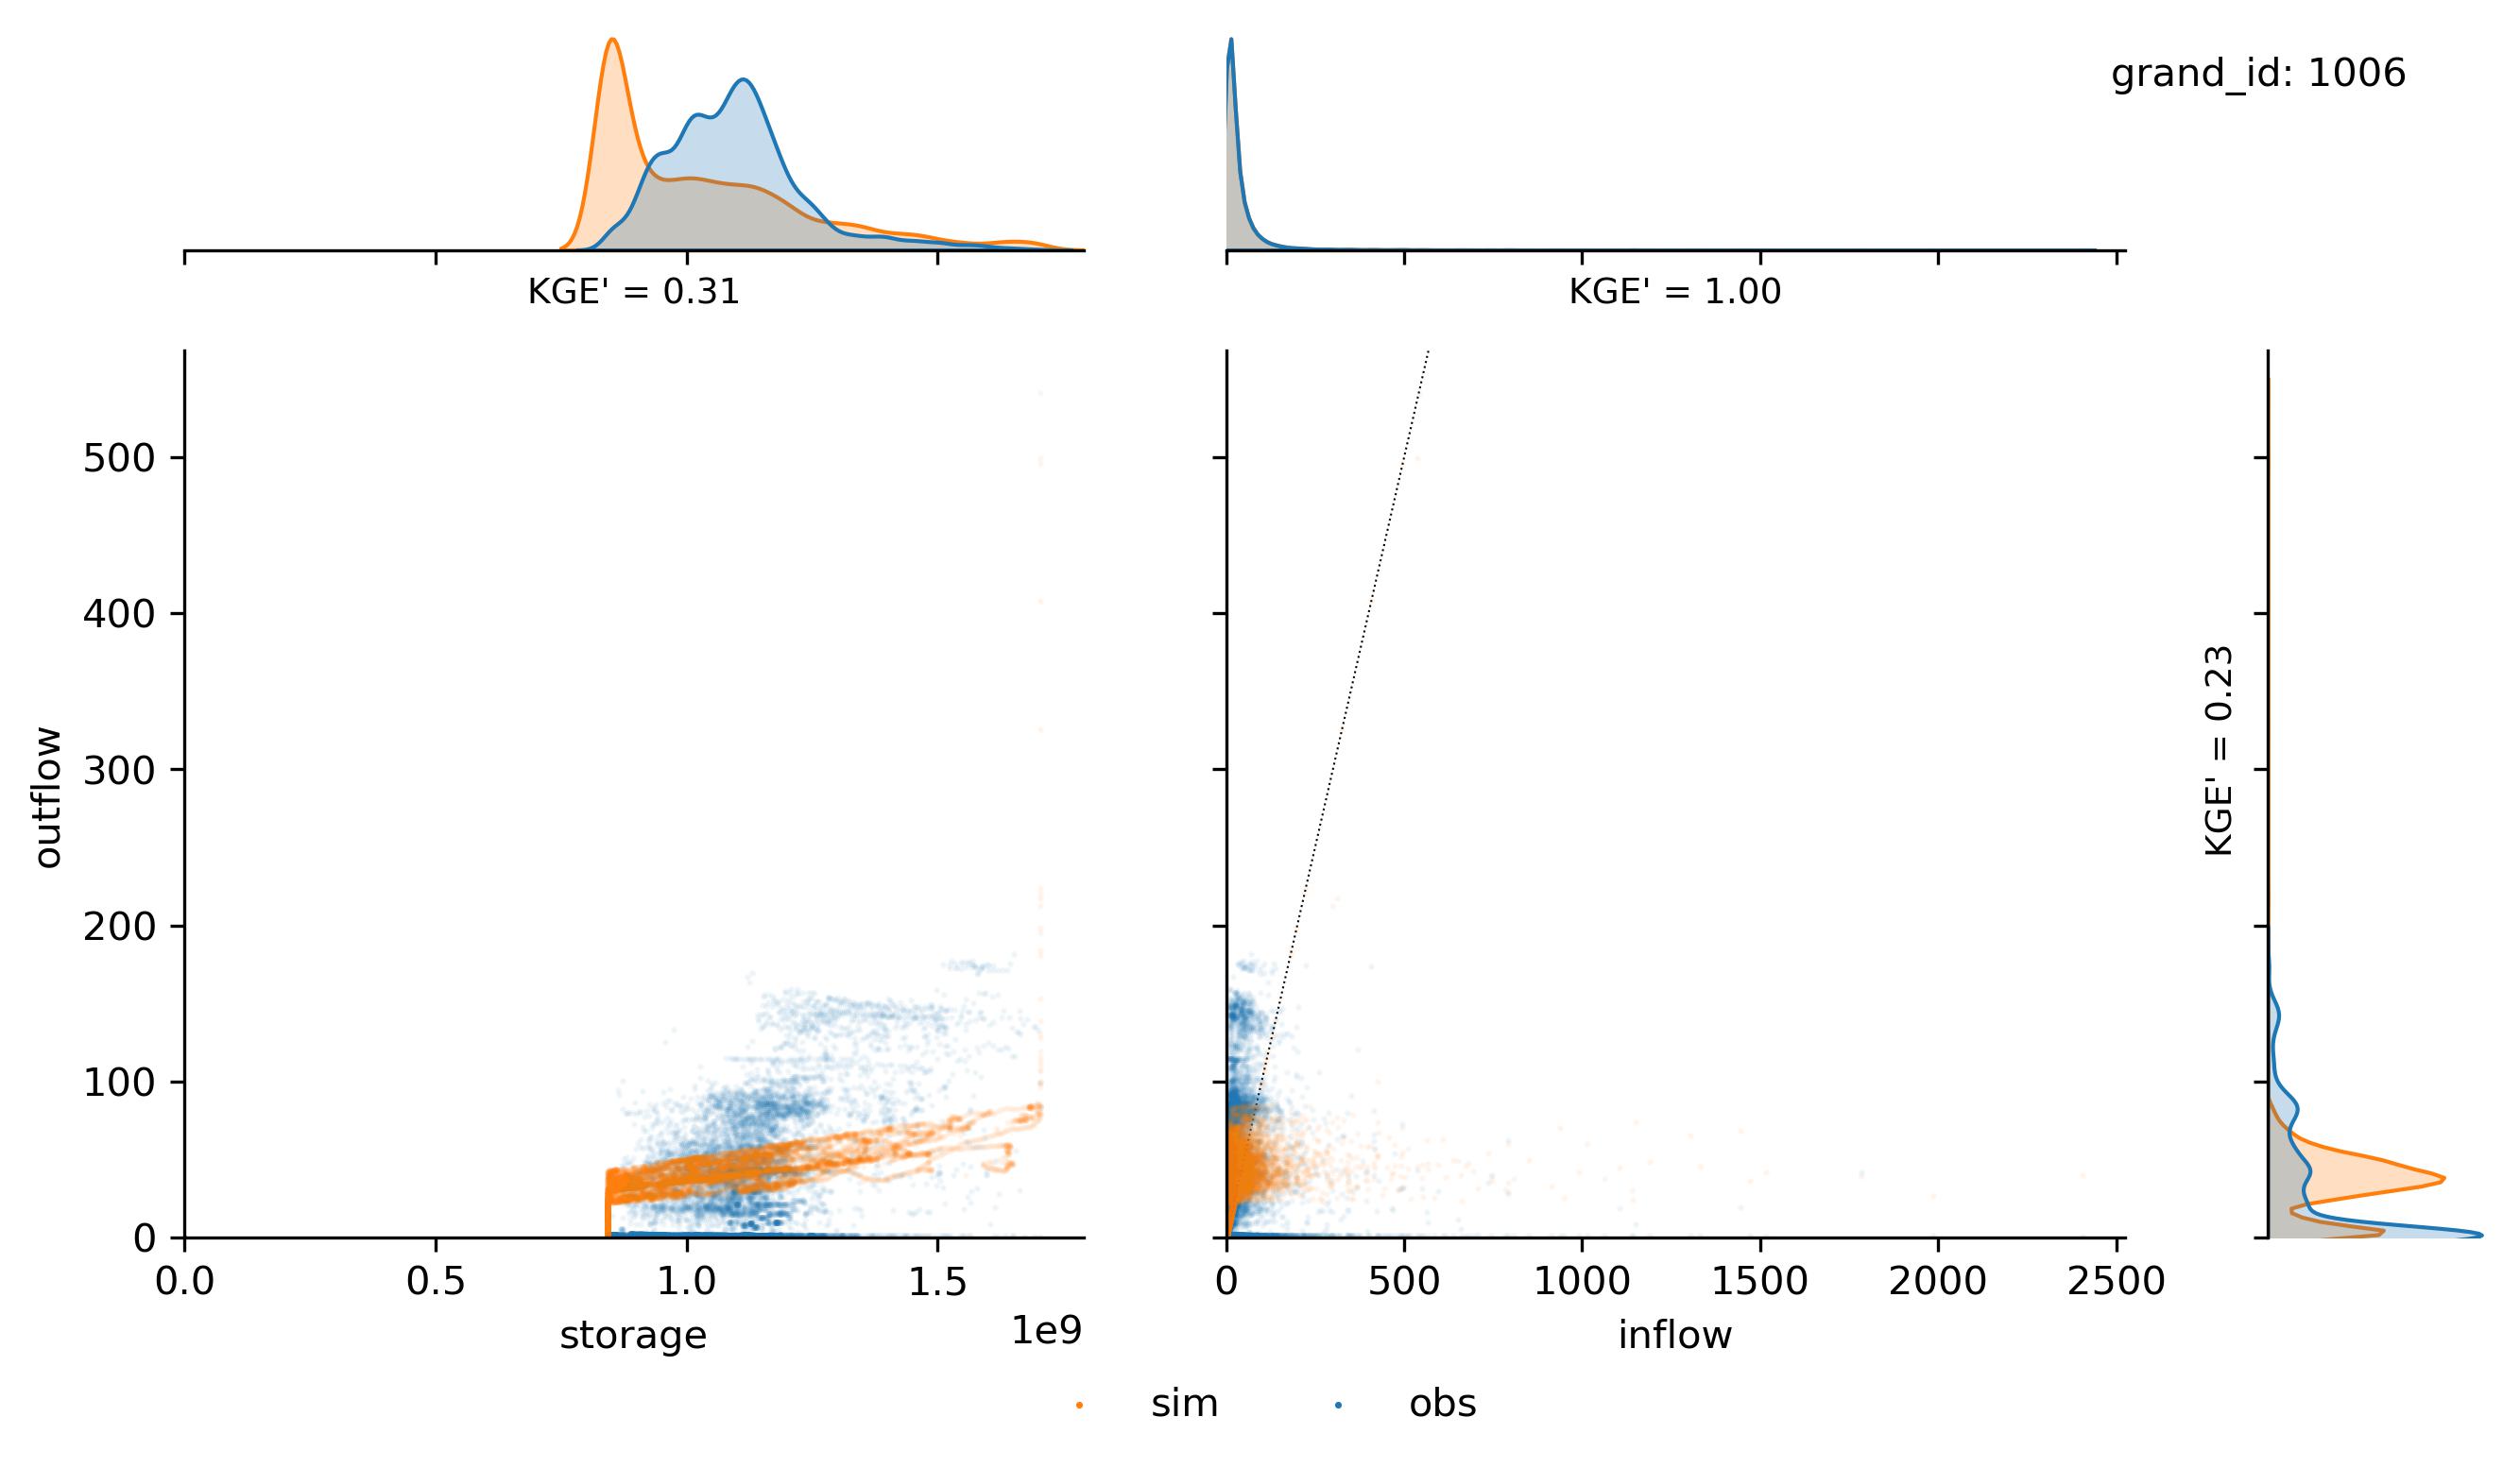 grand_id: 1006
KGE' = 0.31
KGE' = 1.00
outflow
500
400
300
200
100
0
KGE' = 0.23
0.0 0.5 1.0 1.5
1e9
storage
0 500 1000 1500 2000 2500
inflow
sim obs